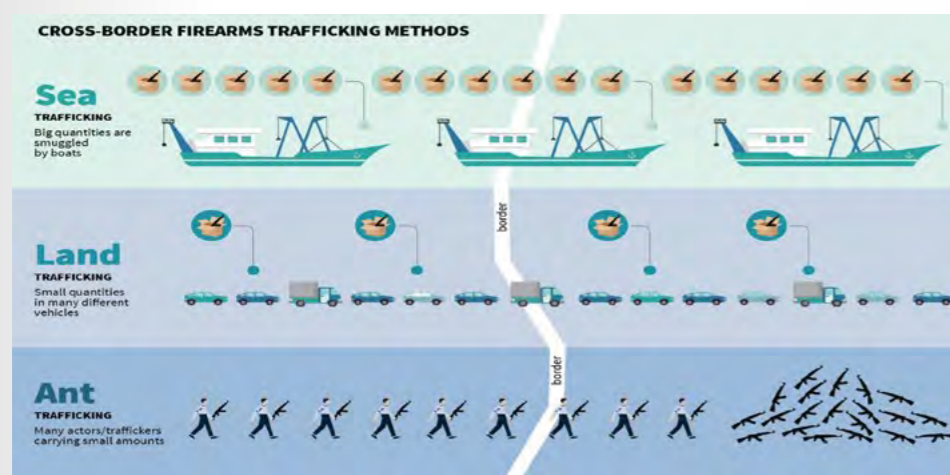 CROSS-BORDER FIREARMS TRAFFICKING METHODS
Sea
TRAFFICKING
Big quantities are
smuggled
by boats
border
Land
TRAFFICKING
Small quantities
in many different
vehicles
border
Ant
TRAFFICKING
Many actors/traffickers
carrying small amounts